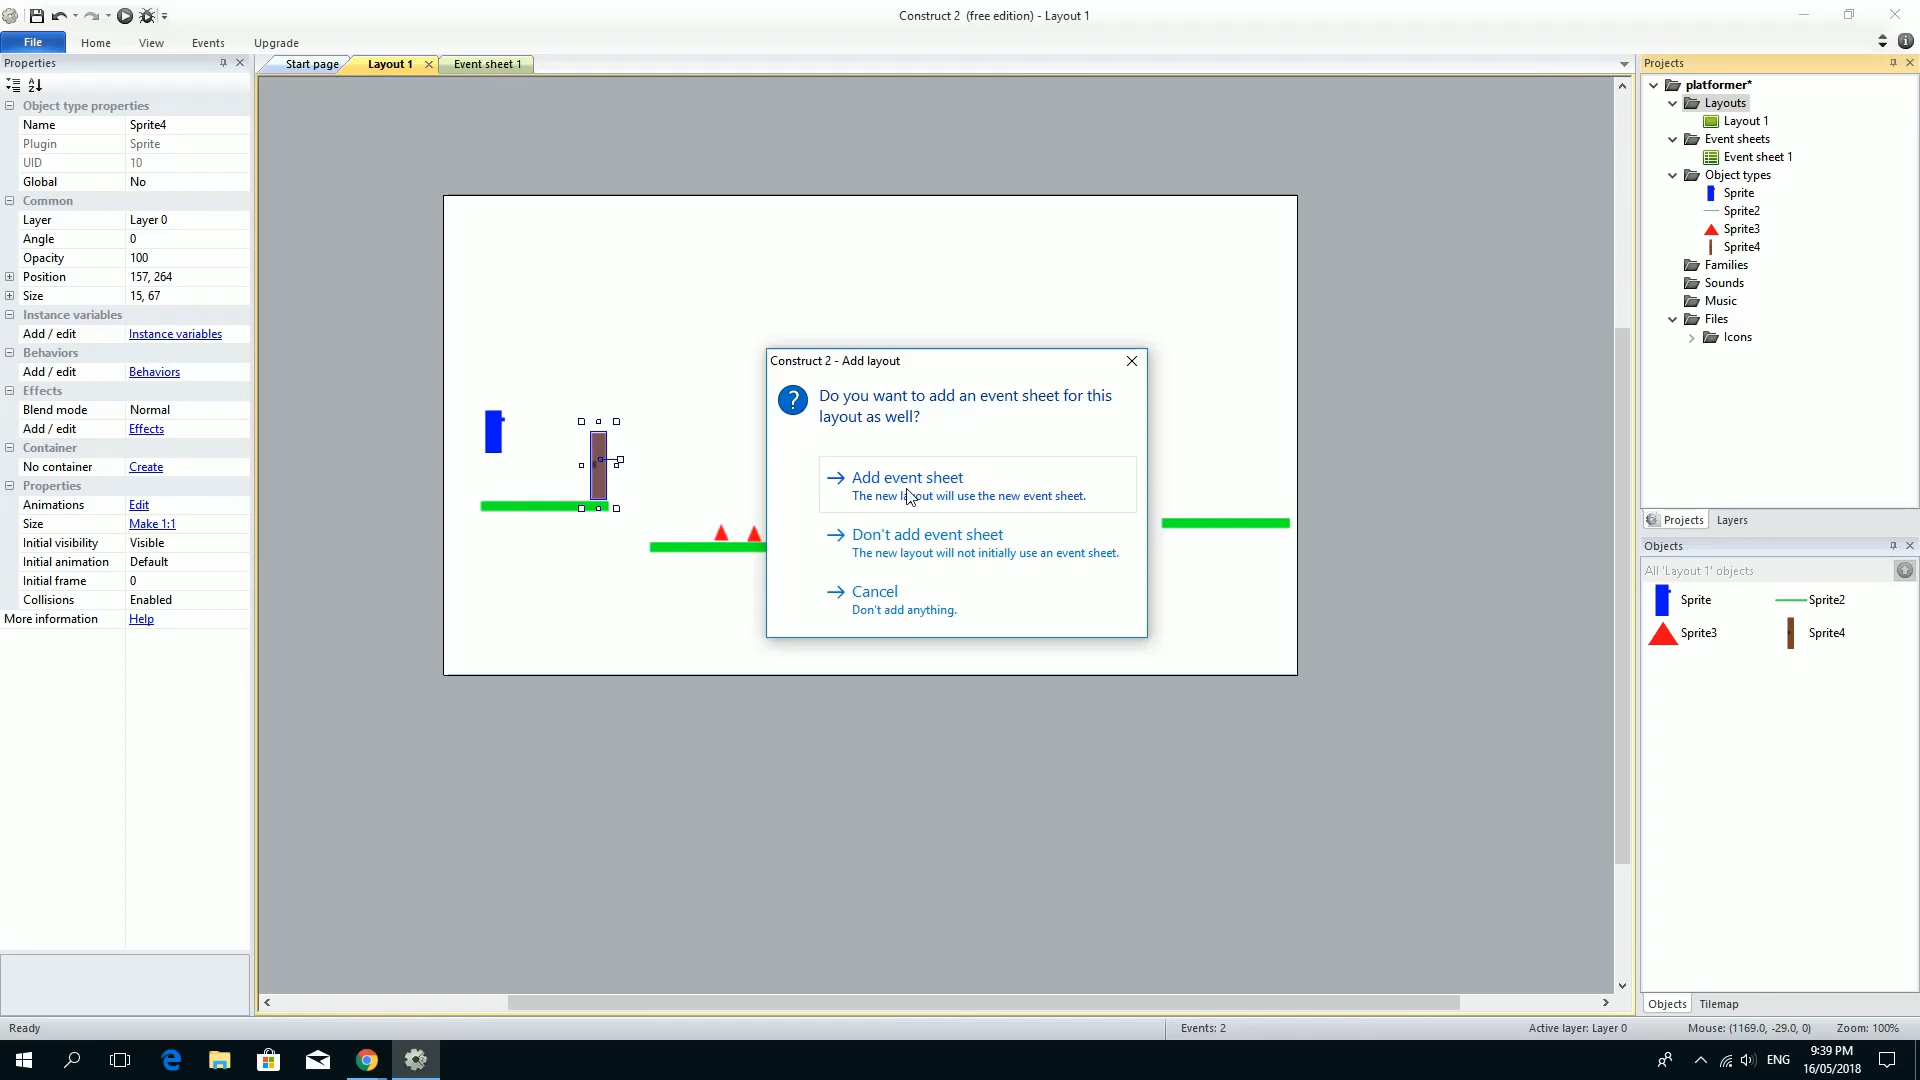 Construct 2  (free edition) - Layout 1
File
Home
View
Events
Upgrade
Properties
Start page
Layout 1
Event sheet 1
Object type properties
Name Sprite4
Plugin Sprite
UID 10
Global No
Common
Layer Layer 0
Angle 0
Opacity 100
Position 157, 264
Size 15, 67
Instance variables
Add / edit Instance variables
Behaviors
Add / edit Behaviors
Effects
Blend mode Normal
Add / edit Effects
Container
No container Create
Properties
Animations Edit
Size Make 1:1
Initial visibility Visible
Initial animation Default
Initial frame 0
Collisions Enabled
More information Help
Construct 2 - Add layout
Do you want to add an event sheet for this
layout as well?
Add event sheet
The new layout will use the new event sheet.
Don't add event sheet
The new layout will not initially use an event sheet.
Cancel
Don't add anything.
Projects
platformer*
Layouts
Layout 1
Event sheets
Event sheet 1
Object types
Sprite
Sprite2
Sprite3
Sprite4
Families
Sounds
Music
Files
Icons
Projects
Layers
Objects
All 'Layout 1' objects
Sprite
Sprite2
Sprite3
Sprite4
Objects
Tilemap
Ready
Events: 2
Active layer: Layer 0
Mouse: (1169.0, -29.0, 0)
Zoom: 100%
ENG
9:39 PM
16/05/2018